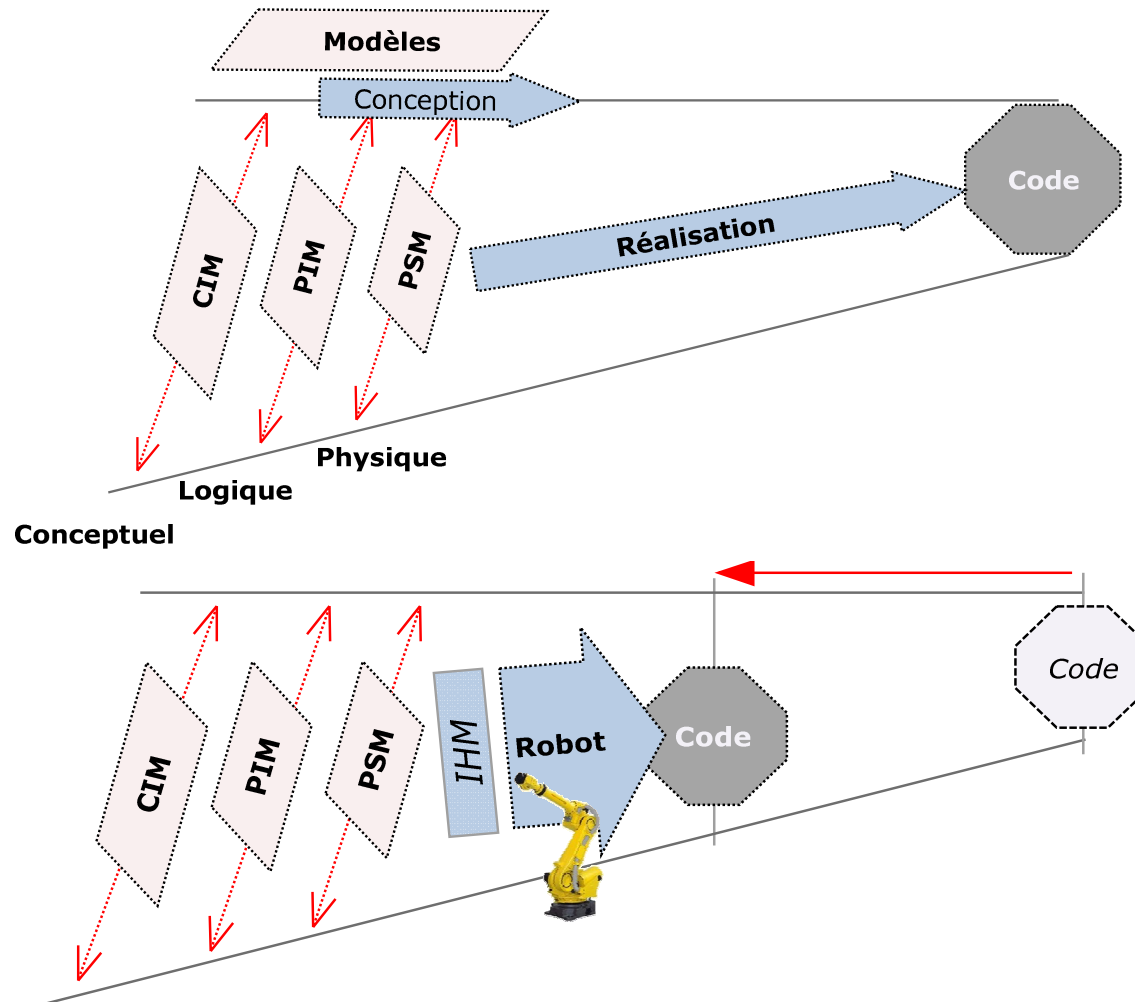 Modèles
Conception
Code
Réalisation
CIM
PIM
PSM
Physique
Logique
Conceptuel
Code
CIM
PIM
PSM
IHM
Robot
Code